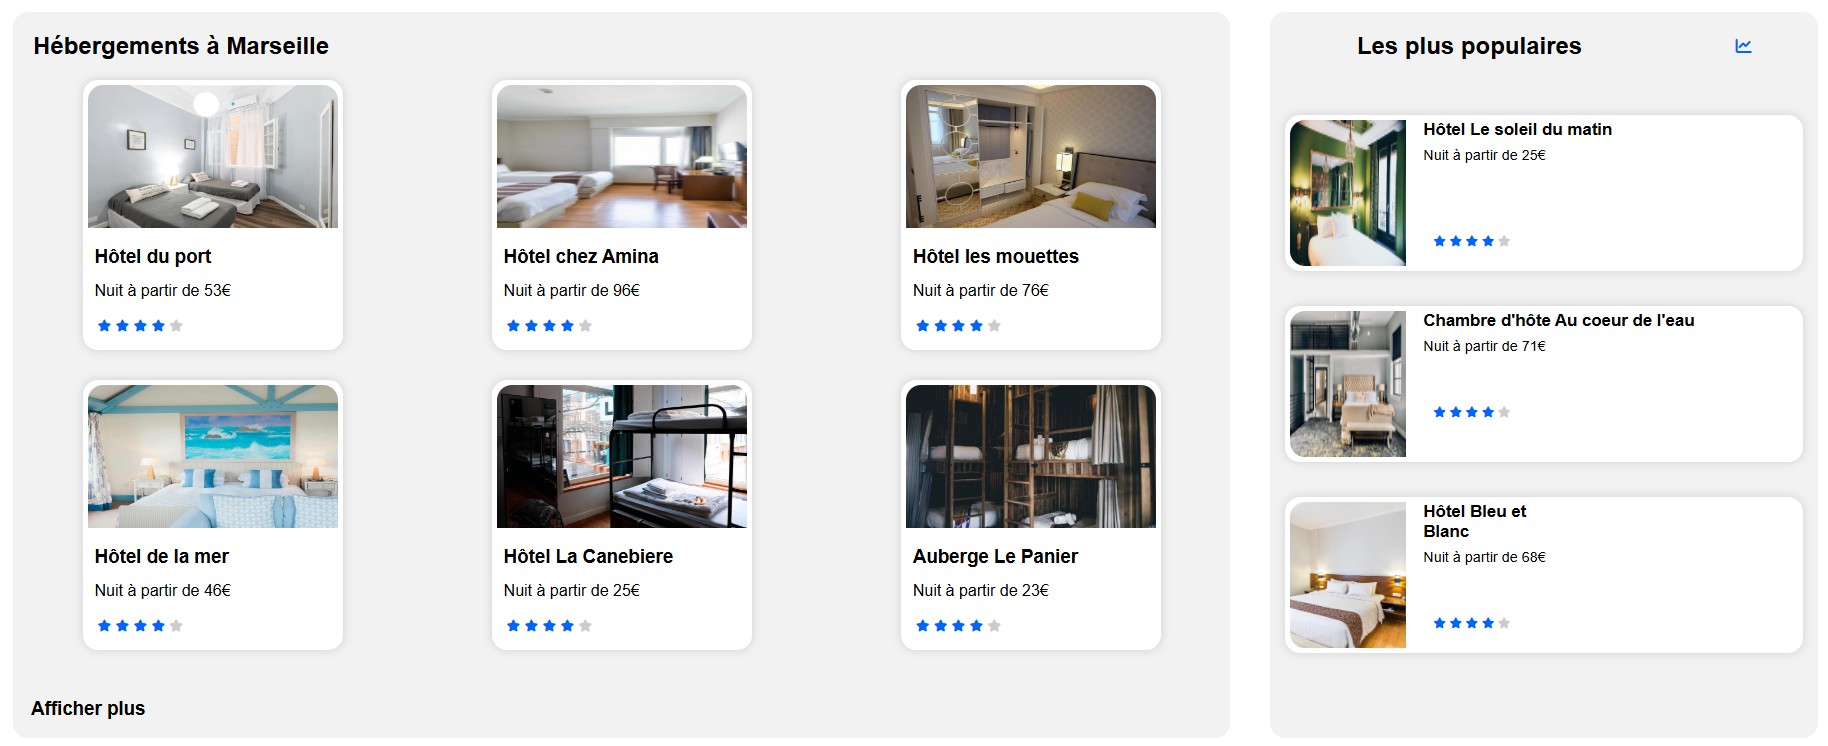 Hébergements à Marseille
Hôtel du port
Nuit à partir de 53€
Hôtel chez Amina
Nuit à partir de 96€
Hôtel les mouettes
Nuit à partir de 76€
Hôtel de la mer
Nuit à partir de 46€
Hôtel La Canebiere
Nuit à partir de 25€
Auberge Le Panier
Nuit à partir de 23€
Afficher plus
Les plus populaires
Hôtel Le soleil du matin
Nuit à partir de 25€
Chambre d'hôte Au coeur de l'eau
Nuit à partir de 71€
Hôtel Bleu et
Blanc
Nuit à partir de 68€